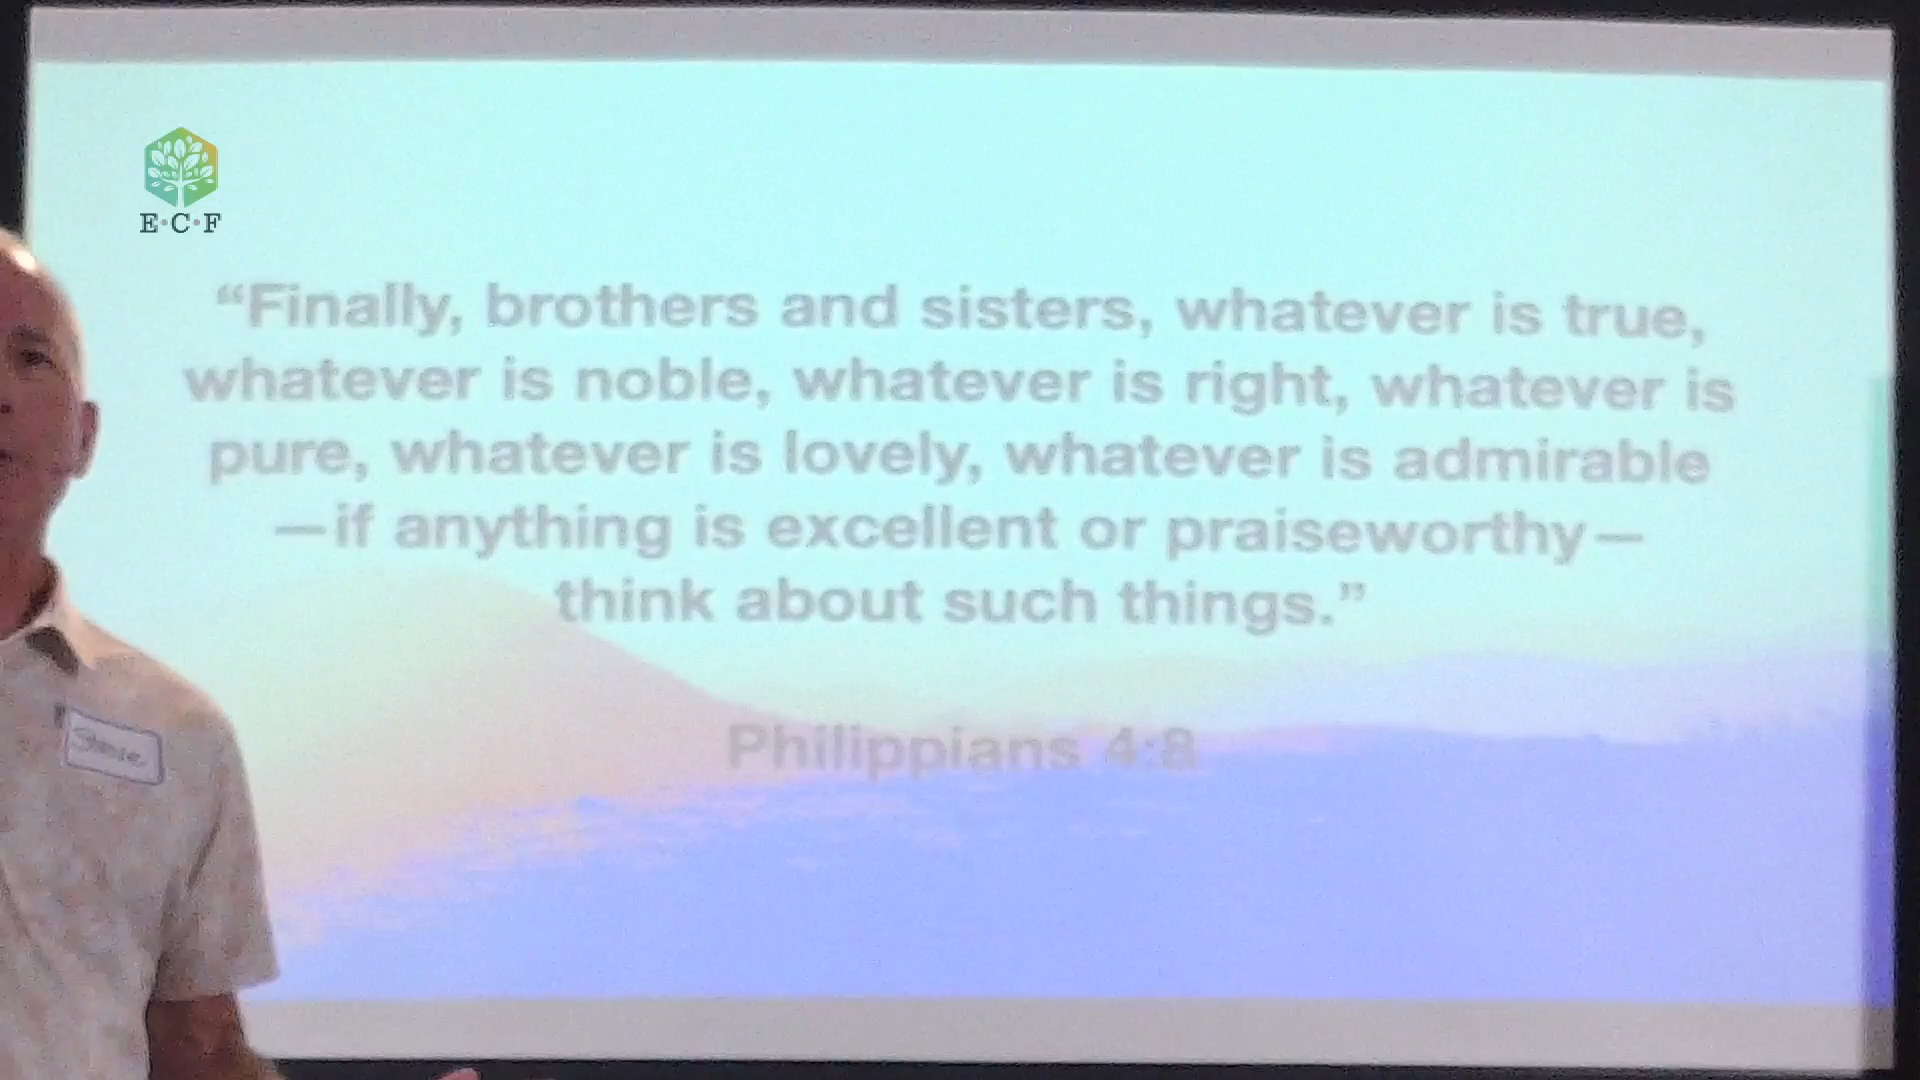 E·C·F
“Finally, brothers and sisters, whatever is true,
whatever is noble, whatever is right, whatever is
pure, whatever is lovely, whatever is admirable
—if anything is excellent or praiseworthy—
think about such things.”
Philippians 4:8